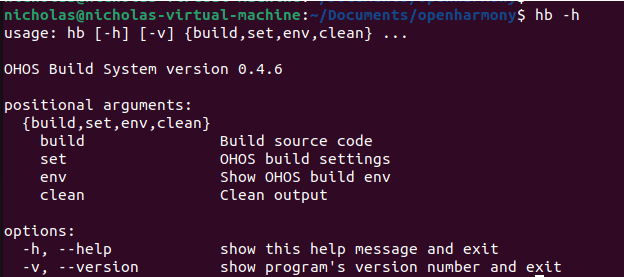 nicholas@nicholas-virtual-machine:~/Documents/openharmony$ hb -h
usage: hb [-h] [-v] {build,set,env,clean} ...

OHOS Build System version 0.4.6

positional arguments:
  {build,set,env,clean}
    build               Build source code
    set                 OHOS build settings
    env                 Show OHOS build env
    clean               Clean output

options:
  -h, --help            show this help message and exit
  -v, --version         show program's version number and exit